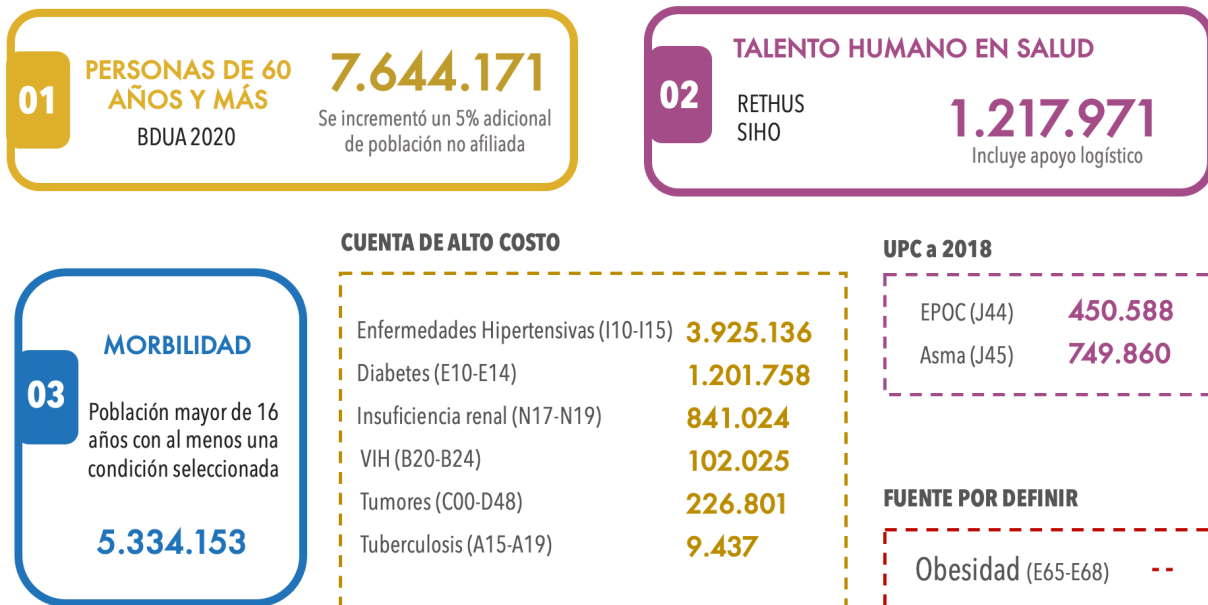 01
PERSONAS DE 60
AÑOS Y MÁS
BDUA 2020
7.644.171
Se incrementó un 5% adicional
de población no afiliada
02
TALENTO HUMANO EN SALUD
RETHUS
SIHO
1.217.971
Incluye apoyo logístico
03
MORBILIDAD
Población mayor de 16
años con al menos una
condición seleccionada
5.334.153
CUENTA DE ALTO COSTO
Enfermedades Hipertensivas (I10-I15) 3.925.136
Diabetes (E10-E14) 1.201.758
Insuficiencia renal (N17-N19) 841.024
VIH (B20-B24) 102.025
Tumores (C00-D48) 226.801
Tuberculosis (A15-A19) 9.437
UPC a 2018
EPOC (J44) 450.588
Asma (J45) 749.860
FUENTE POR DEFINIR
Obesidad (E65-E68) --